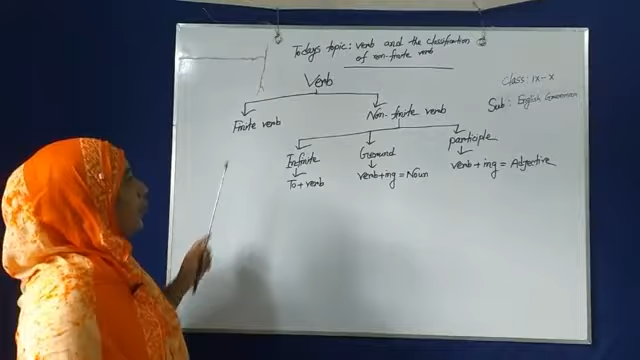 Todays topic: verb and the classification
of non-finite verb
Class: IX-X
Sub: English Grammar
Verb
Finite verb
Non-finite verb
Infinite
Gerund
participle
To + verb
verb+ing = Noun
verb+ing = Adjective